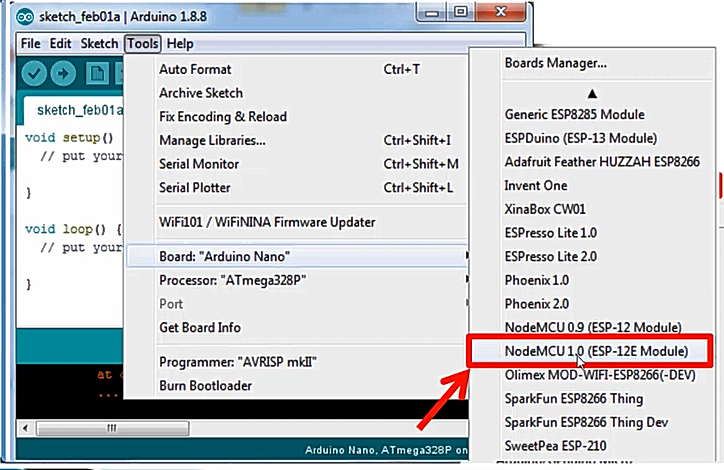 sketch_feb01a | Arduino 1.8.8
File Edit Sketch Tools Help
sketch_feb01a
void setup()
// put your
}
void loop() {
// put your
}
Auto Format Ctrl+T
Archive Sketch
Fix Encoding & Reload
Manage Libraries... Ctrl+Shift+I
Serial Monitor Ctrl+Shift+M
Serial Plotter Ctrl+Shift+L
WiFi101 / WiFiNINA Firmware Updater
Board: "Arduino Nano"
Processor: "ATmega328P"
Port
Get Board Info
Programmer: "AVRISP mkII"
Burn Bootloader
Boards Manager...
Generic ESP8285 Module
ESPDuino (ESP-13 Module)
Adafruit Feather HUZZAH ESP8266
Invent One
XinaBox CW01
ESPresso Lite 1.0
ESPresso Lite 2.0
Phoenix 1.0
Phoenix 2.0
NodeMCU 0.9 (ESP-12 Module)
NodeMCU 1.0 (ESP-12E Module)
Olimex MOD-WIFI-ESP8266(-DEV)
SparkFun ESP8266 Thing
SparkFun ESP8266 Thing Dev
SweetPea ESP-210
at
...
Arduino Nano, ATmega328P on